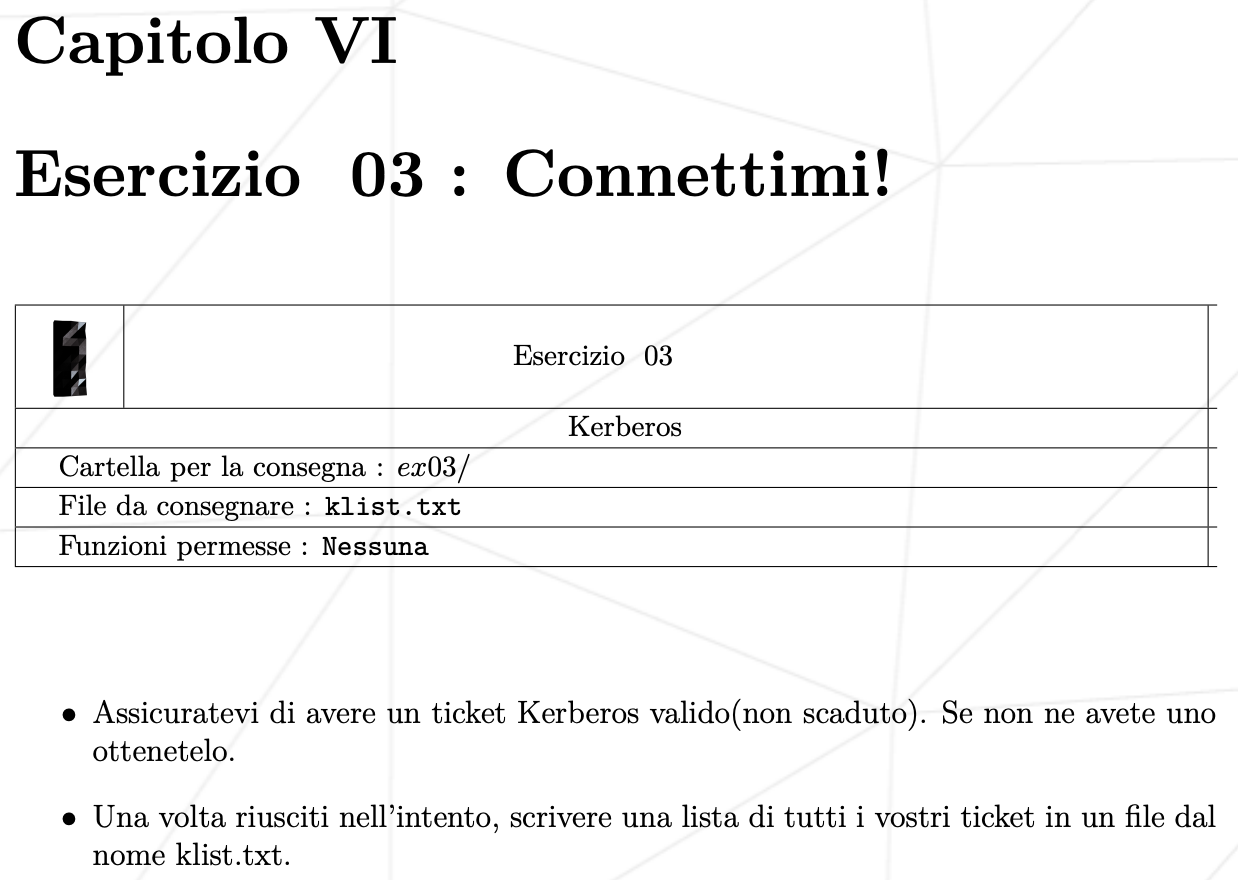 Capitolo VI
Esercizio 03 : Connettimi!
Esercizio 03
Kerberos
Cartella per la consegna : ex03/
File da consegnare : klist.txt
Funzioni permesse : Nessuna
• Assicuratevi di avere un ticket Kerberos valido(non scaduto). Se non ne avete uno
ottenetelo.
• Una volta riusciti nell'intento, scrivere una lista di tutti i vostri ticket in un file dal
nome klist.txt.